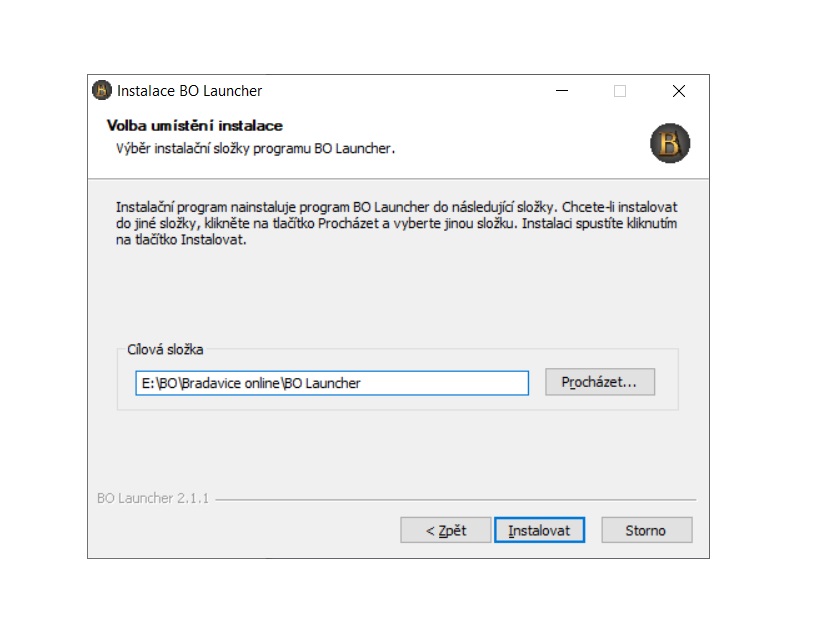 Instalace BO Launcher
Volba umístění instalace
Výběr instalační složky programu BO Launcher.
B
Instalační program nainstaluje program BO Launcher do následující složky. Chcete-li instalovat
do jiné složky, klikněte na tlačítko Procházet a vyberte jinou složku. Instalaci spustíte kliknutím
na tlačítko Instalovat.
Cílová složka
E:\BO\Bradavice online\BO Launcher
Procházet...
BO Launcher 2.1.1
< Zpět
Instalovat
Storno